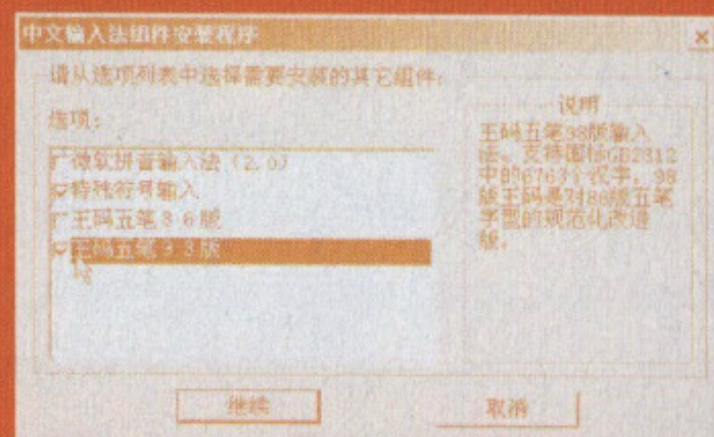 中文输入法组件安装程序
请从选项列表中选择需要安装的其它组件：
选项：
微软拼音输入法（2.0）
特殊符号输入
王码五笔８６版
王码五笔９８版
说明
王码五笔98版输入
法。支持国标GB2312
中的6763个汉字，98
版王码是对86版五笔
字型的规范化改进
版。
继续
取消